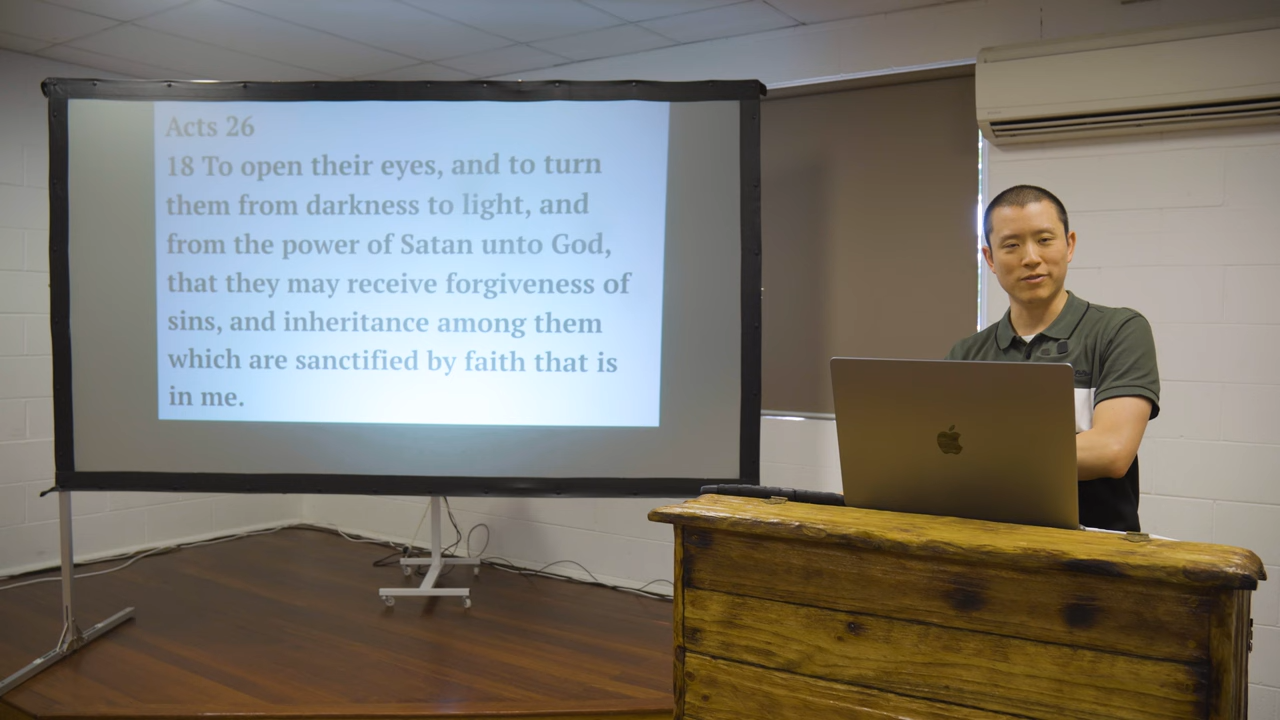 Acts 26
18 To open their eyes, and to turn
them from darkness to light, and
from the power of Satan unto God,
that they may receive forgiveness of
sins, and inheritance among them
which are sanctified by faith that is
in me.